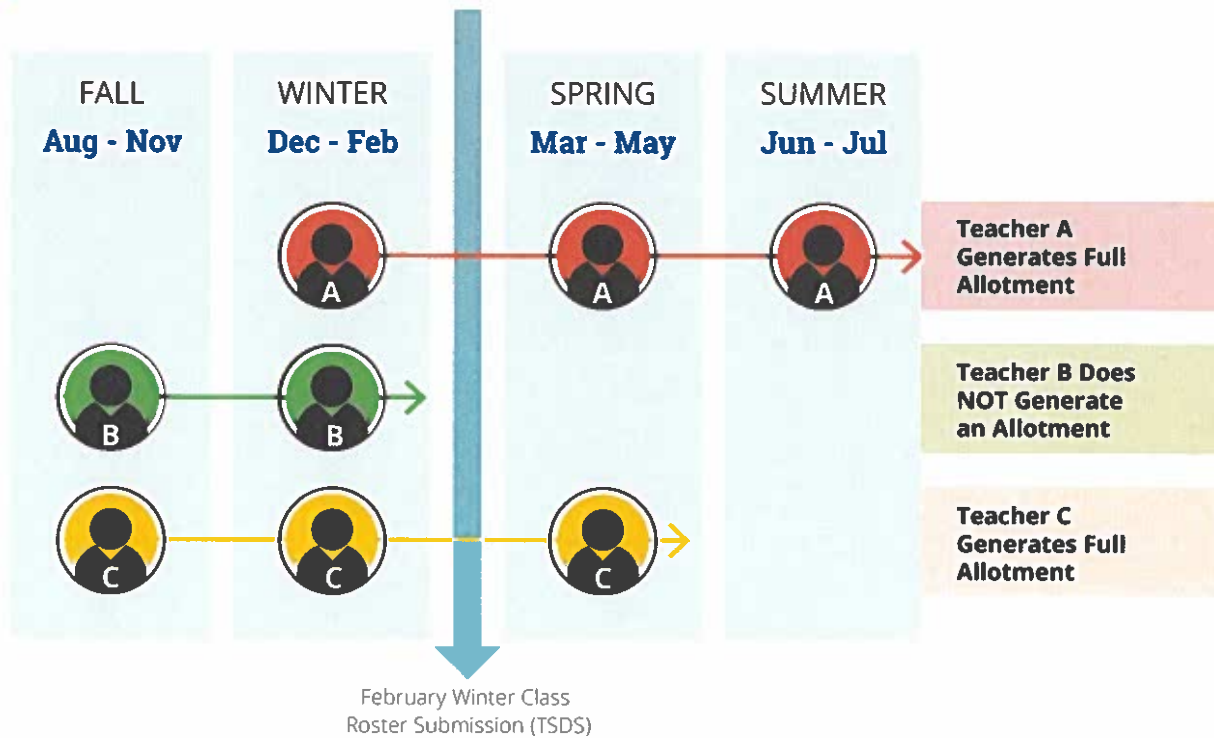 FALL
Aug - Nov
WINTER
Dec - Feb
SPRING
Mar - May
SUMMER
Jun - Jul
A
A
A
Teacher A
Generates Full
Allotment
B
B
Teacher B Does
NOT Generate
an Allotment
C
C
C
Teacher C
Generates Full
Allotment
February Winter Class
Roster Submission (TSDS)